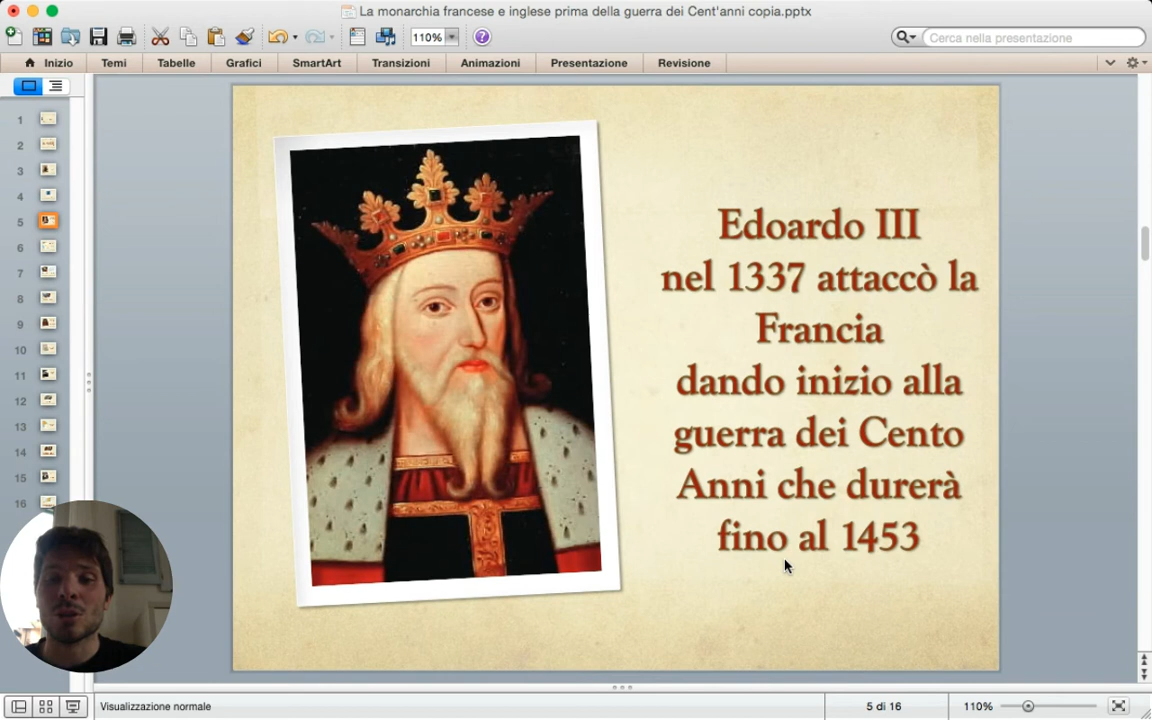 La monarchia francese e inglese prima della guerra dei Cent'anni copia.pptx
110%
Cerca nella presentazione
Inizio
Temi
Tabelle
Grafici
SmartArt
Transizioni
Animazioni
Presentazione
Revisione
1
2
3
4
5
6
7
8
9
10
11
12
13
14
15
16
Edoardo III
nel 1337 attaccò la
Francia
dando inizio alla
guerra dei Cento
Anni che durerà
fino al 1453
Visualizzazione normale
5 di 16
110%